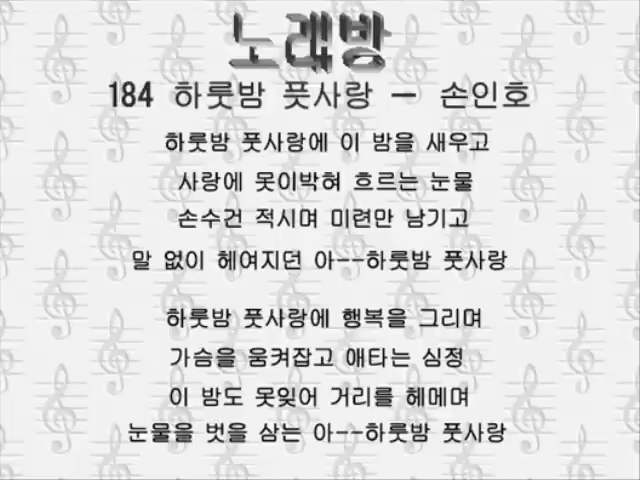 노래방
184 하룻밤 풋사랑 - 손인호
하룻밤 풋사랑에 이 밤을 새우고
사랑에 못이박혀 흐르는 눈물
손수건 적시며 미련만 남기고
말 없이 헤여지던 아--하룻밤 풋사랑
하룻밤 풋사랑에 행복을 그리며
가슴을 움켜잡고 애타는 심정
이 밤도 못잊어 거리를 헤메며
눈물을 벗을 삼는 아--하룻밤 풋사랑